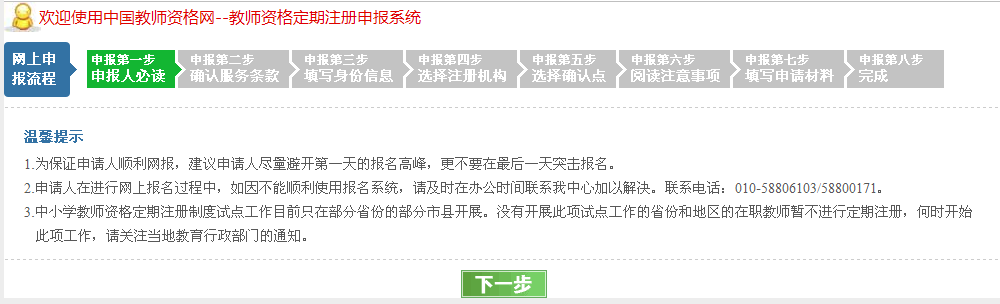 欢迎使用中国教师资格网--教师资格定期注册申报系统
网上申报流程
申报第一步
申报人必读
申报第二步
确认服务条款
申报第三步
填写身份信息
申报第四步
选择注册机构
申报第五步
选择确认点
申报第六步
阅读注意事项
申报第七步
填写申请材料
申报第八步
完成
温馨提示
1.为保证申请人顺利网报，建议申请人尽量避开第一天的报名高峰，更不要在最后一天突击报名。
2.申请人在进行网上报名过程中，如因不能顺利使用报名系统，请及时在办公时间联系我中心加以解决。联系电话：010-58806103/58800171。
3.中小学教师资格定期注册制度试点工作目前只在部分省份的部分市县开展。没有开展此项试点工作的省份和地区的在职教师暂不进行定期注册，何时开始
此项工作，请关注当地教育行政部门的通知。
下一步